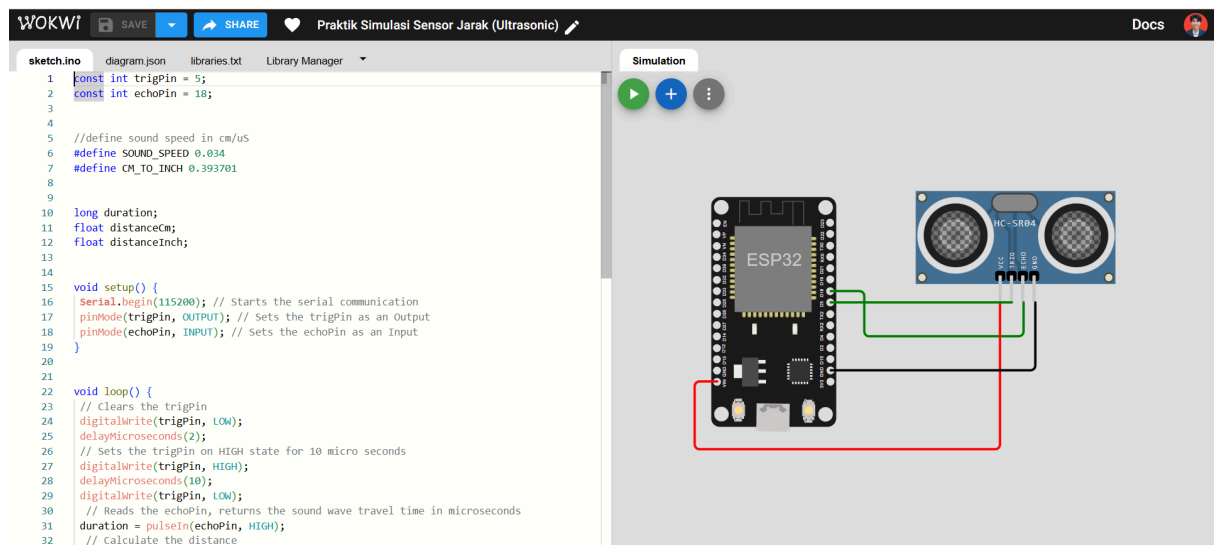 WOKWi SAVE SHARE Praktik Simulasi Sensor Jarak (Ultrasonic) Docs
sketch.ino diagram.json libraries.txt Library Manager
1 const int trigPin = 5;
2 const int echoPin = 18;
3
4
5 //define sound speed in cm/uS
6 #define SOUND_SPEED 0.034
7 #define CM_TO_INCH 0.393701
8
9
10 long duration;
11 float distanceCm;
12 float distanceInch;
13
14
15 void setup() {
16 Serial.begin(115200); // Starts the serial communication
17 pinMode(trigPin, OUTPUT); // Sets the trigPin as an Output
18 pinMode(echoPin, INPUT); // Sets the echoPin as an Input
19 }
20
21
22 void loop() {
23 // Clears the trigPin
24 digitalWrite(trigPin, LOW);
25 delayMicroseconds(2);
26 // Sets the trigPin on HIGH state for 10 micro seconds
27 digitalWrite(trigPin, HIGH);
28 delayMicroseconds(10);
29 digitalWrite(trigPin, LOW);
30 // Reads the echoPin, returns the sound wave travel time in microseconds
31 duration = pulseIn(echoPin, HIGH);
32 // Calculate the distance
Simulation
ESP32
HC-SR04
VCC
TRIG
ECHO
GND